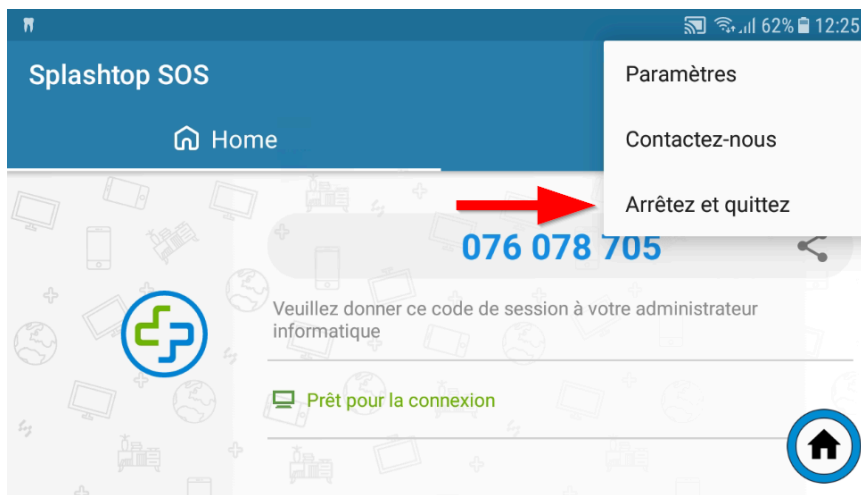 62% 12:25
Splashtop SOS
Home
Paramètres
Contactez-nous
Arrêtez et quittez
076 078 705
Veuillez donner ce code de session à votre administrateur
informatique
Prêt pour la connexion